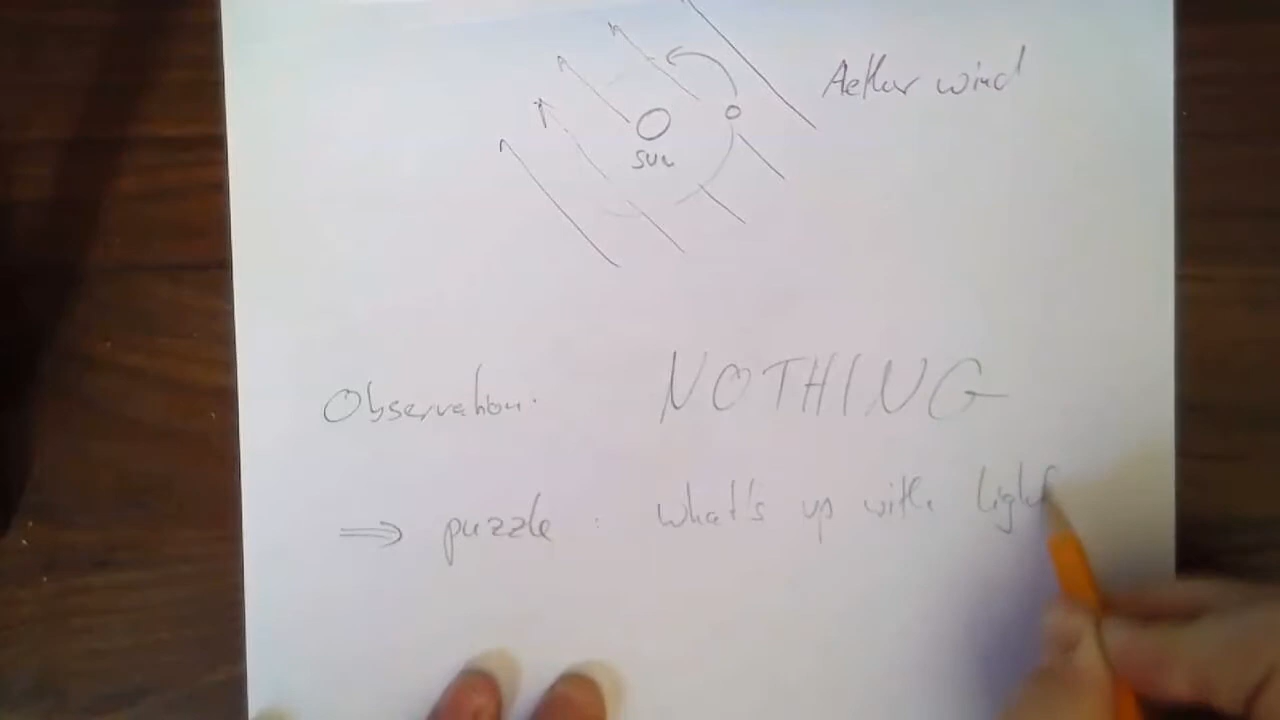 Aether wind
sun
Observation: NOTHING
⇒ puzzle: what's up with light